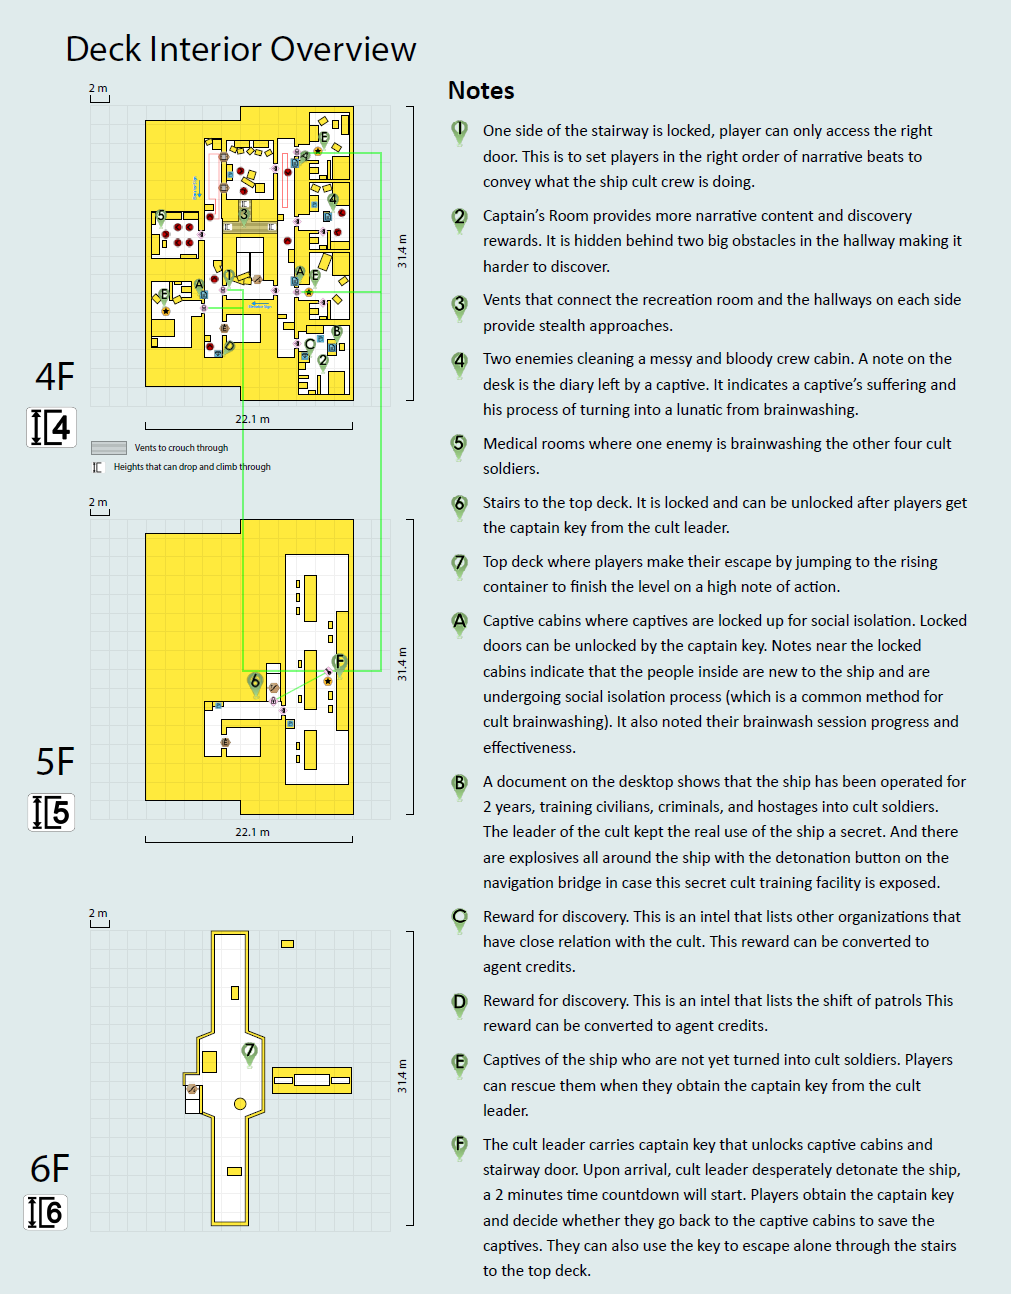 Deck Interior Overview
2 m
31.4 m
22.1 m
4F
4
Vents to crouch through
Heights that can drop and climb through
2 m
31.4 m
22.1 m
5F
5
2 m
31.4 m
6F
6
E
A
4
5
3
1
A
E
A
E
B
C
D
2
F
6
E
7
Notes
1 One side of the stairway is locked, player can only access the right
door. This is to set players in the right order of narrative beats to
convey what the ship cult crew is doing.
2 Captain's Room provides more narrative content and discovery
rewards. It is hidden behind two big obstacles in the hallway making it
harder to discover.
3 Vents that connect the recreation room and the hallways on each side
provide stealth approaches.
4 Two enemies cleaning a messy and bloody crew cabin. A note on the
desk is the diary left by a captive. It indicates a captive's suffering and
his process of turning into a lunatic from brainwashing.
5 Medical rooms where one enemy is brainwashing the other four cult
soldiers.
6 Stairs to the top deck. It is locked and can be unlocked after players get
the captain key from the cult leader.
7 Top deck where players make their escape by jumping to the rising
container to finish the level on a high note of action.
A Captive cabins where captives are locked up for social isolation. Locked
doors can be unlocked by the captain key. Notes near the locked
cabins indicate that the people inside are new to the ship and are
undergoing social isolation process (which is a common method for
cult brainwashing). It also noted their brainwash session progress and
effectiveness.
B A document on the desktop shows that the ship has been operated for
2 years, training civilians, criminals, and hostages into cult soldiers.
The leader of the cult kept the real use of the ship a secret. And there
are explosives all around the ship with the detonation button on the
navigation bridge in case this secret cult training facility is exposed.
C Reward for discovery. This is an intel that lists other organizations that
have close relation with the cult. This reward can be converted to
agent credits.
D Reward for discovery. This is an intel that lists the shift of patrols This
reward can be converted to agent credits.
E Captives of the ship who are not yet turned into cult soldiers. Players
can rescue them when they obtain the captain key from the cult
leader.
F The cult leader carries captain key that unlocks captive cabins and
stairway door. Upon arrival, cult leader desperately detonate the ship,
a 2 minutes time countdown will start. Players obtain the captain key
and decide whether they go back to the captive cabins to save the
captives. They can also use the key to escape alone through the stairs
to the top deck.